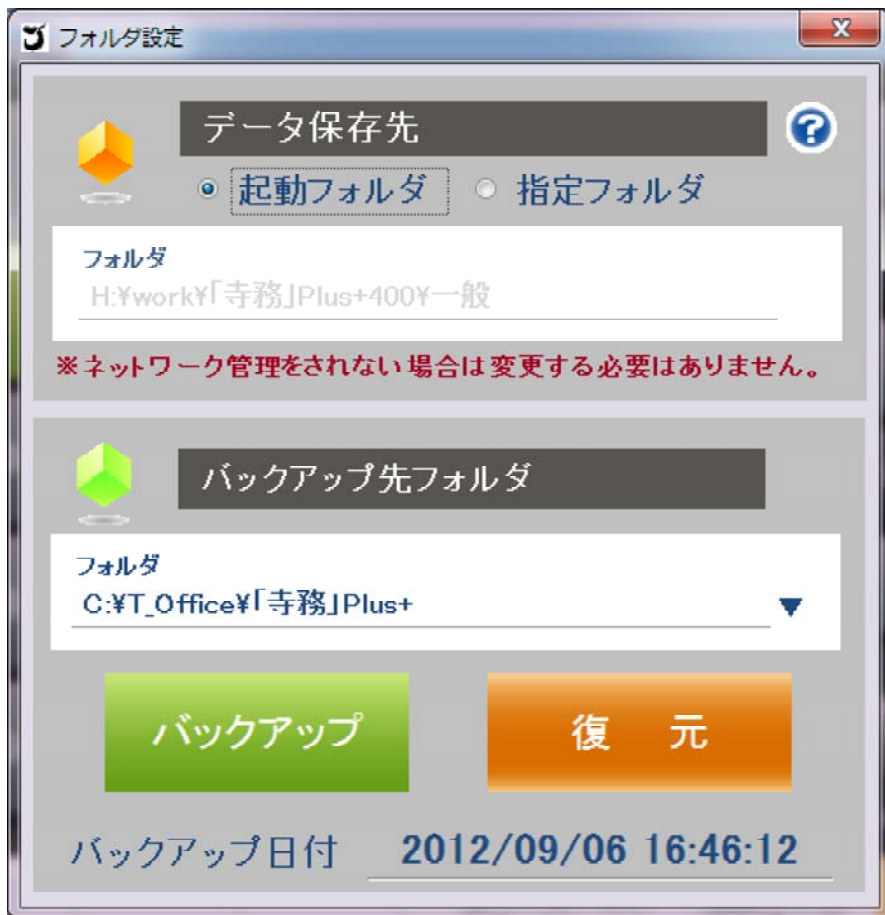 フォルダ設定
データ保存先
?
起動フォルダ 指定フォルダ
フォルダ
H:¥work¥「寺務」Plus+400¥一般
※ネットワーク管理をされない場合は変更する必要はありません。
バックアップ先フォルダ
フォルダ
C:¥T_Office¥「寺務」Plus+
バックアップ 復 元
バックアップ日付 2012/09/06 16:46:12